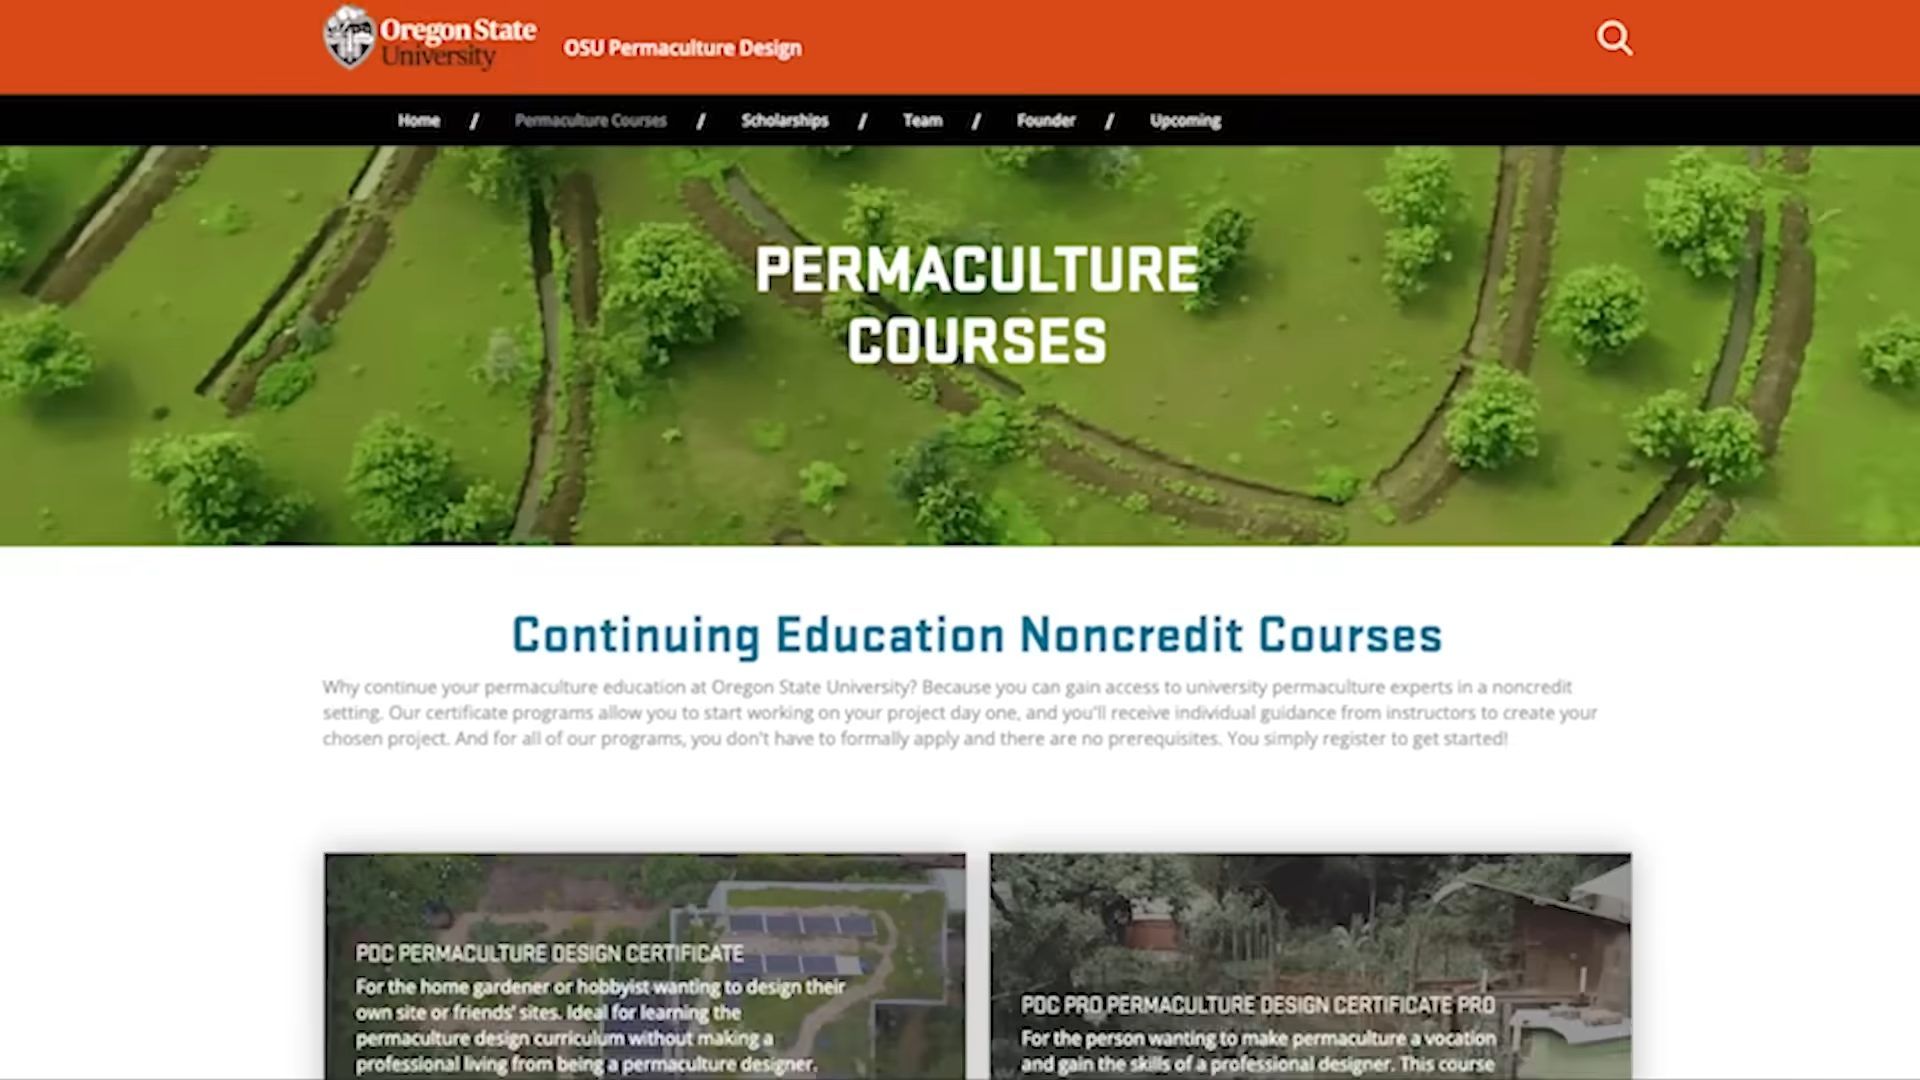 Oregon State
University
OSU Permaculture Design
Home / Permaculture Courses / Scholarships / Team / Founder / Upcoming
PERMACULTURE
COURSES
Continuing Education Noncredit Courses
Why continue your permaculture education at Oregon State University? Because you can gain access to university permaculture experts in a noncredit
setting. Our certificate programs allow you to start working on your project day one, and you'll receive individual guidance from instructors to create your
chosen project. And for all of our programs, you don't have to formally apply and there are no prerequisites. You simply register to get started!
PDC PERMACULTURE DESIGN CERTIFICATE
For the home gardener or hobbyist wanting to design their
own site or friends' sites. Ideal for learning the
permaculture design curriculum without making a
professional living from being a permaculture designer.
PDC PRO PERMACULTURE DESIGN CERTIFICATE PRO
For the person wanting to make permaculture a vocation
and gain the skills of a professional designer. This course